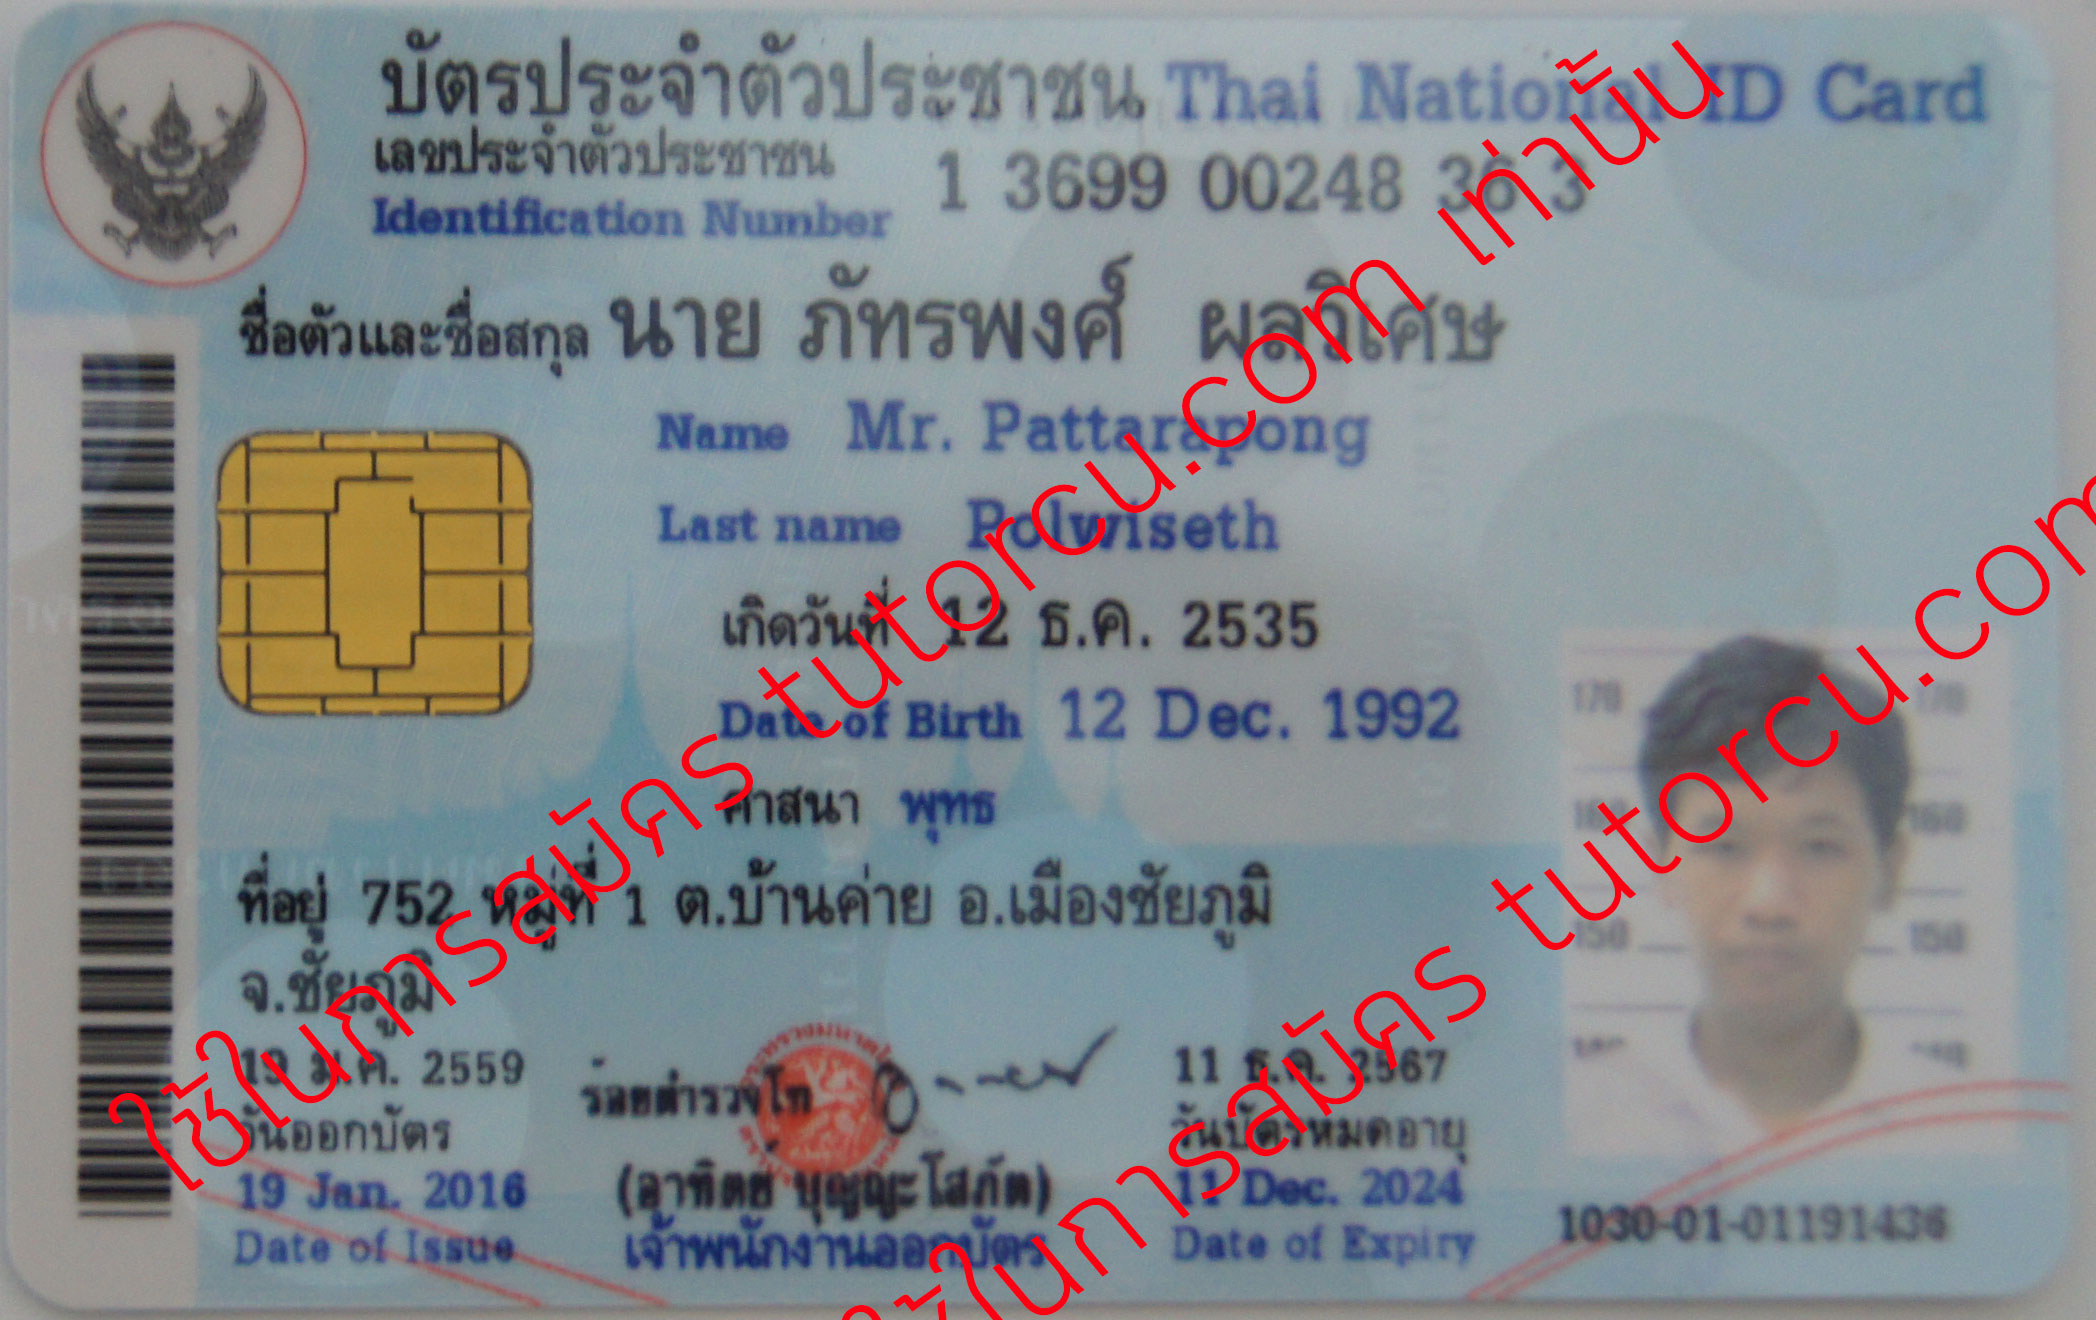 บัตรประจำตัวประชาชน Thai National ID Card
เลขประจำตัวประชาชน
Identification Number 1 3699 00248 36 3
ชื่อตัวและชื่อสกุล นาย ภัทรพงศ์ ผลวิเศษ
Name Mr. Pattarapong
Last name Polwiseth
เกิดวันที่ 12 ธ.ค. 2535
Date of Birth 12 Dec. 1992
ศาสนา พุทธ
ที่อยู่ 752 หมู่ที่ 1 ต.บ้านค่าย อ.เมืองชัยภูมิ
จ.ชัยภูมิ
19 ม.ค. 2559
วันออกบัตร
19 Jan. 2016
Date of Issue
ร้อยตำรวจโท
(อาทิตย์ บุญญะโสภัต)
เจ้าพนักงานออกบัตร
11 ธ.ค. 2567
วันบัตรหมดอายุ
11 Dec. 2024
Date of Expiry
170 170
160 160
150 150
1030-01-01191436
ใช้ในการสมัคร tutorcu.com เท่านั้น
ใช้ในการสมัคร tutorcu.com